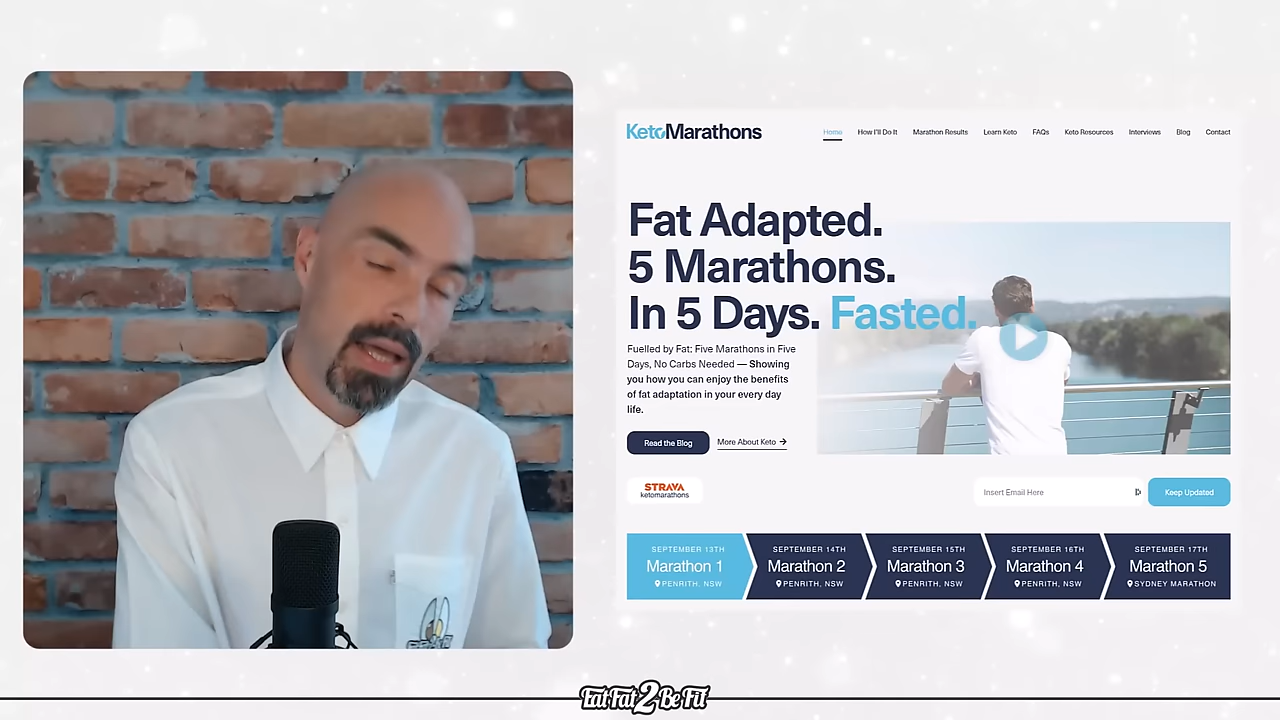 KetoMarathons
Home How I'll Do It Marathon Results Learn Keto FAQs Keto Resources Interviews Blog Contact
Fat Adapted.
5 Marathons.
In 5 Days. Fasted.
Fuelled by Fat: Five Marathons in Five
Days, No Carbs Needed — Showing
you how you can enjoy the benefits
of fat adaptation in your every day
life.
Read the Blog More About Keto →
STRAVA
ketomarathons
Insert Email Here Keep Updated
SEPTEMBER 13TH
Marathon 1
PENRITH, NSW
SEPTEMBER 14TH
Marathon 2
PENRITH, NSW
SEPTEMBER 15TH
Marathon 3
PENRITH, NSW
SEPTEMBER 16TH
Marathon 4
PENRITH, NSW
SEPTEMBER 17TH
Marathon 5
SYDNEY MARATHON
Eat Fat 2 Be Fit